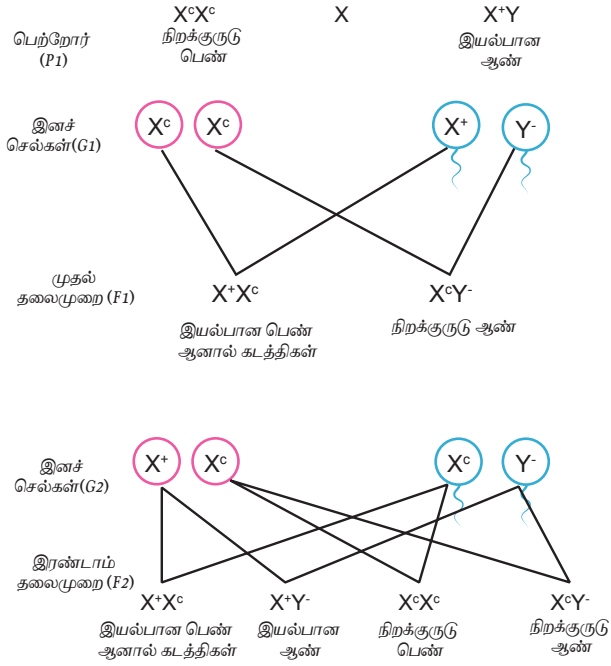 XᶜXᶜ X X⁺Y
பெற்றோர் நிறக்குருடு இயல்பான
(P1) பெண் ஆண்
இனச் Xᶜ Xᶜ X⁺ Y⁻
செல்கள்(G1)
முதல்
தலைமுறை (F1) X⁺Xᶜ XᶜY⁻
இயல்பான பெண் நிறக்குருடு ஆண்
ஆனால் கடத்திகள்
இனச் X⁺ Xᶜ Xᶜ Y⁻
செல்கள்(G2)
இரண்டாம்
தலைமுறை (F2)
X⁺Xᶜ X⁺Y⁻ XᶜXᶜ XᶜY⁻
இயல்பான பெண் இயல்பான நிறக்குருடு நிறக்குருடு
ஆனால் கடத்திகள் ஆண் பெண் ஆண்